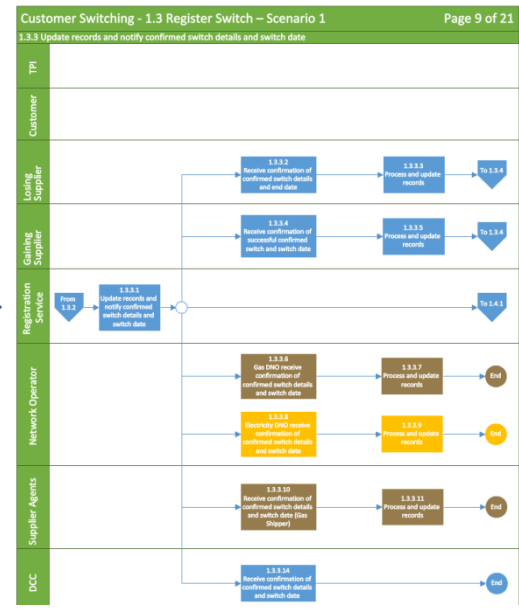 Customer Switching - 1.3 Register Switch – Scenario 1
Page 9 of 21
1.3.3 Update records and notify confirmed switch details and switch date
TPI
Customer
Losing
Supplier
1.3.3.2
Receive confirmation of
confirmed switch details
and end date
1.3.3.3
Process and update
records
To 1.3.4
Gaining
Supplier
1.3.3.4
Receive confirmation of
successful confirmed
switch and switch date
1.3.3.5
Process and update
records
To 1.3.4
Registration
Service
From
1.3.2
1.3.3.1
Update records and
notify confirmed
switch details and
switch date
To 1.4.1
Network Operator
1.3.3.6
Gas DNO receive
confirmation of
confirmed switch details
and switch date
1.3.3.7
Process and update
records
End
1.3.3.8
Electricity DNO receive
confirmation of
confirmed switch details
and switch date
1.3.3.9
Process and update
records
End
Supplier Agents
1.3.3.10
Receive confirmation of
confirmed switch details
and switch date (Gas
Shipper)
1.3.3.11
Process and update
records
End
DCC
1.3.3.14
Receive confirmation of
confirmed switch details
and switch date
End